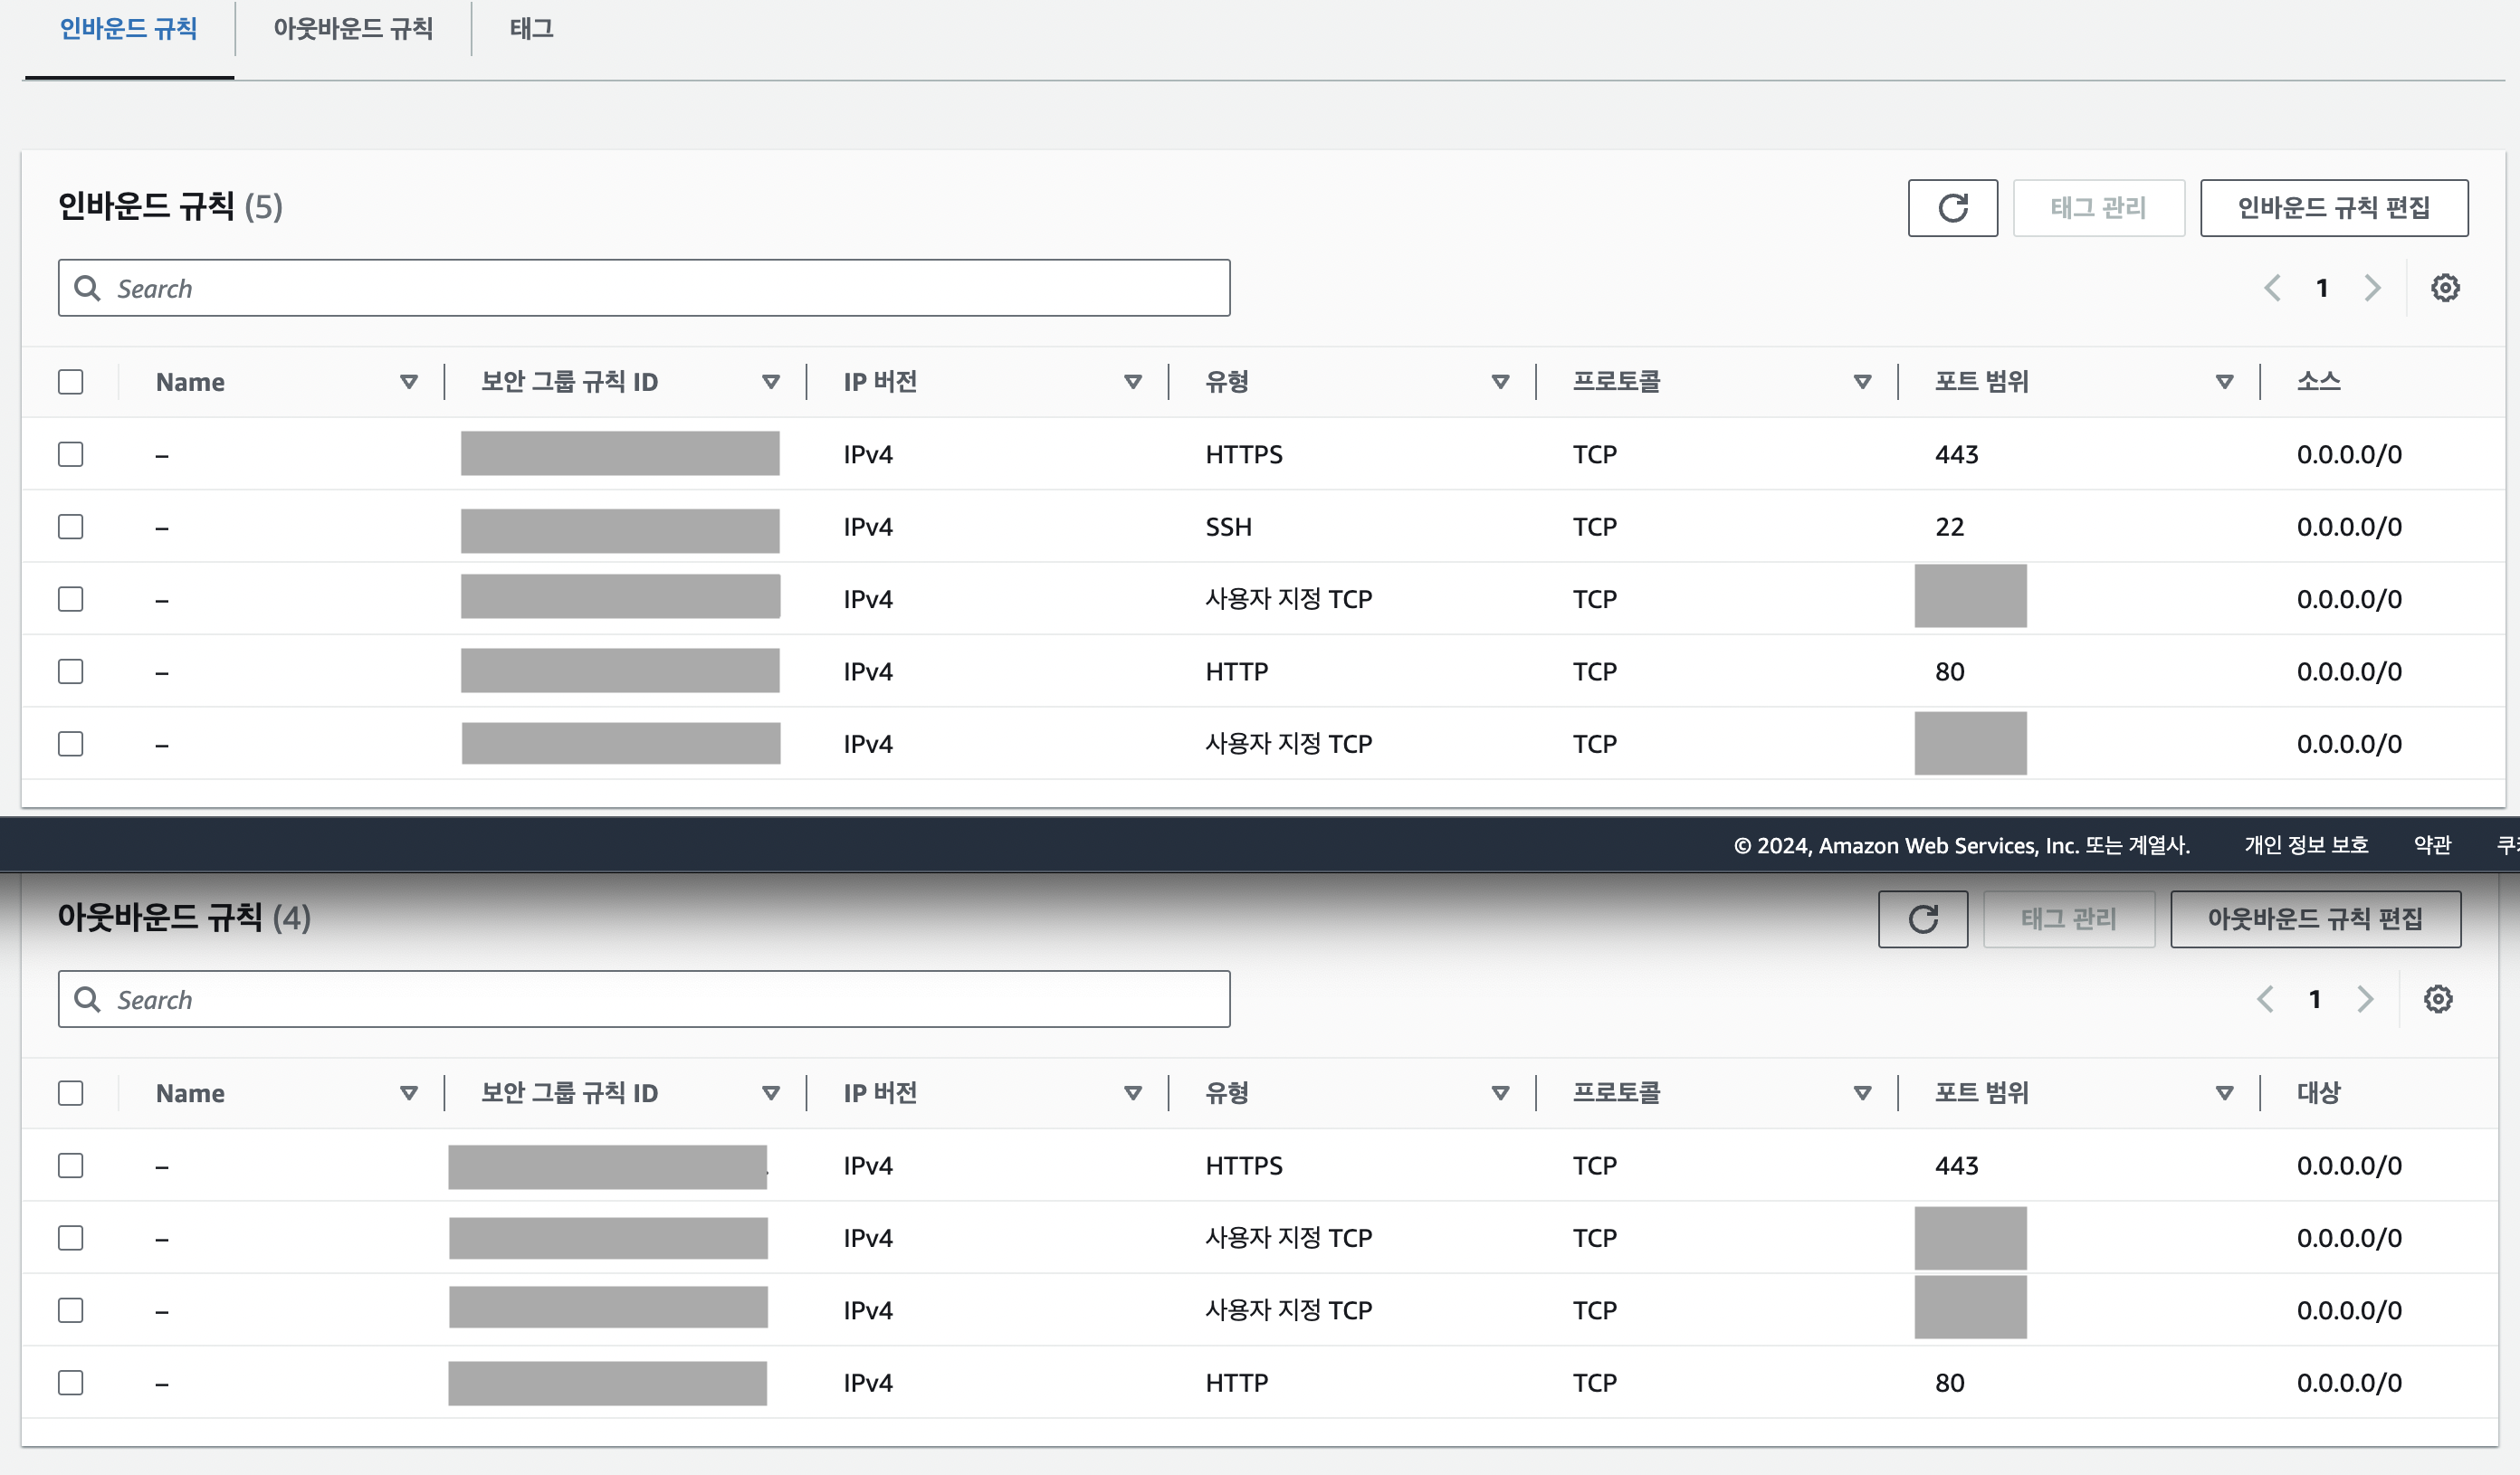 인바운드 규칙 아웃바운드 규칙 태그
인바운드 규칙 (5) 태그 관리 인바운드 규칙 편집
Search 1
Name 보안 그룹 규칙 ID IP 버전 유형 프로토콜 포트 범위 소스
– IPv4 HTTPS TCP 443 0.0.0.0/0
– IPv4 SSH TCP 22 0.0.0.0/0
– IPv4 사용자 지정 TCP TCP 0.0.0.0/0
– IPv4 HTTP TCP 80 0.0.0.0/0
– IPv4 사용자 지정 TCP TCP 0.0.0.0/0
© 2024, Amazon Web Services, Inc. 또는 계열사. 개인 정보 보호 약관
아웃바운드 규칙 (4) 태그 관리 아웃바운드 규칙 편집
Search 1
Name 보안 그룹 규칙 ID IP 버전 유형 프로토콜 포트 범위 대상
– IPv4 HTTPS TCP 443 0.0.0.0/0
– IPv4 사용자 지정 TCP TCP 0.0.0.0/0
– IPv4 사용자 지정 TCP TCP 0.0.0.0/0
– IPv4 HTTP TCP 80 0.0.0.0/0